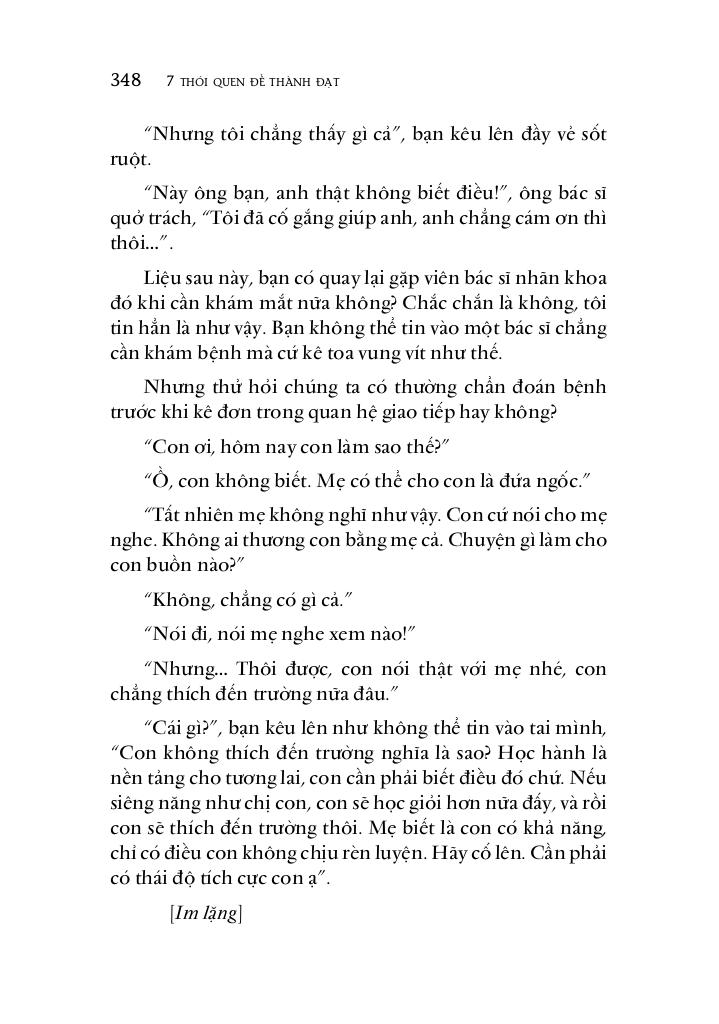 348 7 THÓI QUEN ĐỂ THÀNH ĐẠT
“Nhưng tôi chẳng thấy gì cả”, bạn kêu lên đầy vẻ sốt
ruột.
“Này ông bạn, anh thật không biết điều!”, ông bác sĩ
quở trách, “Tôi đã cố gắng giúp anh, anh chẳng cám ơn thì
thôi...”.
Liệu sau này, bạn có quay lại gặp viên bác sĩ nhãn khoa
đó khi cần khám mắt nữa không? Chắc chắn là không, tôi
tin hẳn là như vậy. Bạn không thể tin vào một bác sĩ chẳng
cần khám bệnh mà cứ kê toa vung vít như thế.
Nhưng thử hỏi chúng ta có thường chẩn đoán bệnh
trước khi kê đơn trong quan hệ giao tiếp hay không?
“Con ơi, hôm nay con làm sao thế?”
“Ồ, con không biết. Mẹ có thể cho con là đứa ngốc.”
“Tất nhiên mẹ không nghĩ như vậy. Con cứ nói cho mẹ
nghe. Không ai thương con bằng mẹ cả. Chuyện gì làm cho
con buồn nào?”
“Không, chẳng có gì cả.”
“Nói đi, nói mẹ nghe xem nào!”
“Nhưng... Thôi được, con nói thật với mẹ nhé, con
chẳng thích đến trường nữa đâu.”
“Cái gì?”, bạn kêu lên như không thể tin vào tai mình,
“Con không thích đến trường nghĩa là sao? Học hành là
nền tảng cho tương lai, con cần phải biết điều đó chứ. Nếu
siêng năng như chị con, con sẽ học giỏi hơn nữa đấy, và rồi
con sẽ thích đến trường thôi. Mẹ biết là con có khả năng,
chỉ có điều con không chịu rèn luyện. Hãy cố lên. Cần phải
có thái độ tích cực con ạ”.
[Im lặng]